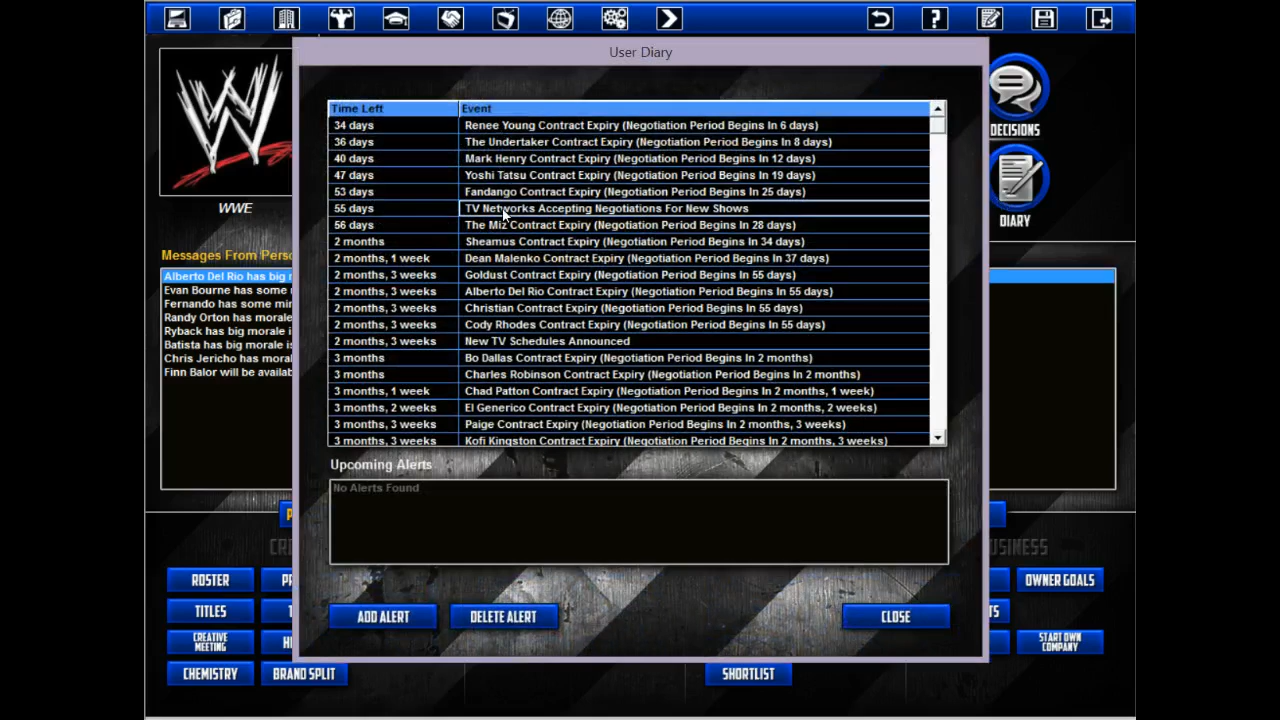 User Diary
DECISIONS
DIARY
WWE
Messages From Perso
Alberto Del Rio has big
Evan Bourne has some
Fernando has some min
Randy Orton has morale
Ryback has big morale i
Batista has big morale is
Chris Jericho has moral
Finn Balor will be availab
Time Left Event
34 days Renee Young Contract Expiry (Negotiation Period Begins In 6 days)
36 days The Undertaker Contract Expiry (Negotiation Period Begins In 8 days)
40 days Mark Henry Contract Expiry (Negotiation Period Begins In 12 days)
47 days Yoshi Tatsu Contract Expiry (Negotiation Period Begins In 19 days)
53 days Fandango Contract Expiry (Negotiation Period Begins In 25 days)
55 days TV Networks Accepting Negotiations For New Shows
56 days The Miz Contract Expiry (Negotiation Period Begins In 28 days)
2 months Sheamus Contract Expiry (Negotiation Period Begins In 34 days)
2 months, 1 week Dean Malenko Contract Expiry (Negotiation Period Begins In 37 days)
2 months, 3 weeks Goldust Contract Expiry (Negotiation Period Begins In 55 days)
2 months, 3 weeks Alberto Del Rio Contract Expiry (Negotiation Period Begins In 55 days)
2 months, 3 weeks Christian Contract Expiry (Negotiation Period Begins In 55 days)
2 months, 3 weeks Cody Rhodes Contract Expiry (Negotiation Period Begins In 55 days)
2 months, 3 weeks New TV Schedules Announced
3 months Bo Dallas Contract Expiry (Negotiation Period Begins In 2 months)
3 months Charles Robinson Contract Expiry (Negotiation Period Begins In 2 months)
3 months, 1 week Chad Patton Contract Expiry (Negotiation Period Begins In 2 months, 1 week)
3 months, 2 weeks El Generico Contract Expiry (Negotiation Period Begins In 2 months, 2 weeks)
3 months, 3 weeks Paige Contract Expiry (Negotiation Period Begins In 2 months, 3 weeks)
3 months, 3 weeks Kofi Kingston Contract Expiry (Negotiation Period Begins In 2 months, 3 weeks)
Upcoming Alerts
No Alerts Found
ADD ALERT DELETE ALERT CLOSE
CRE
USINESS
ROSTER
TITLES
CREATIVE MEETING
CHEMISTRY BRAND SPLIT
SHORTLIST
OWNER GOALS
START OWN COMPANY